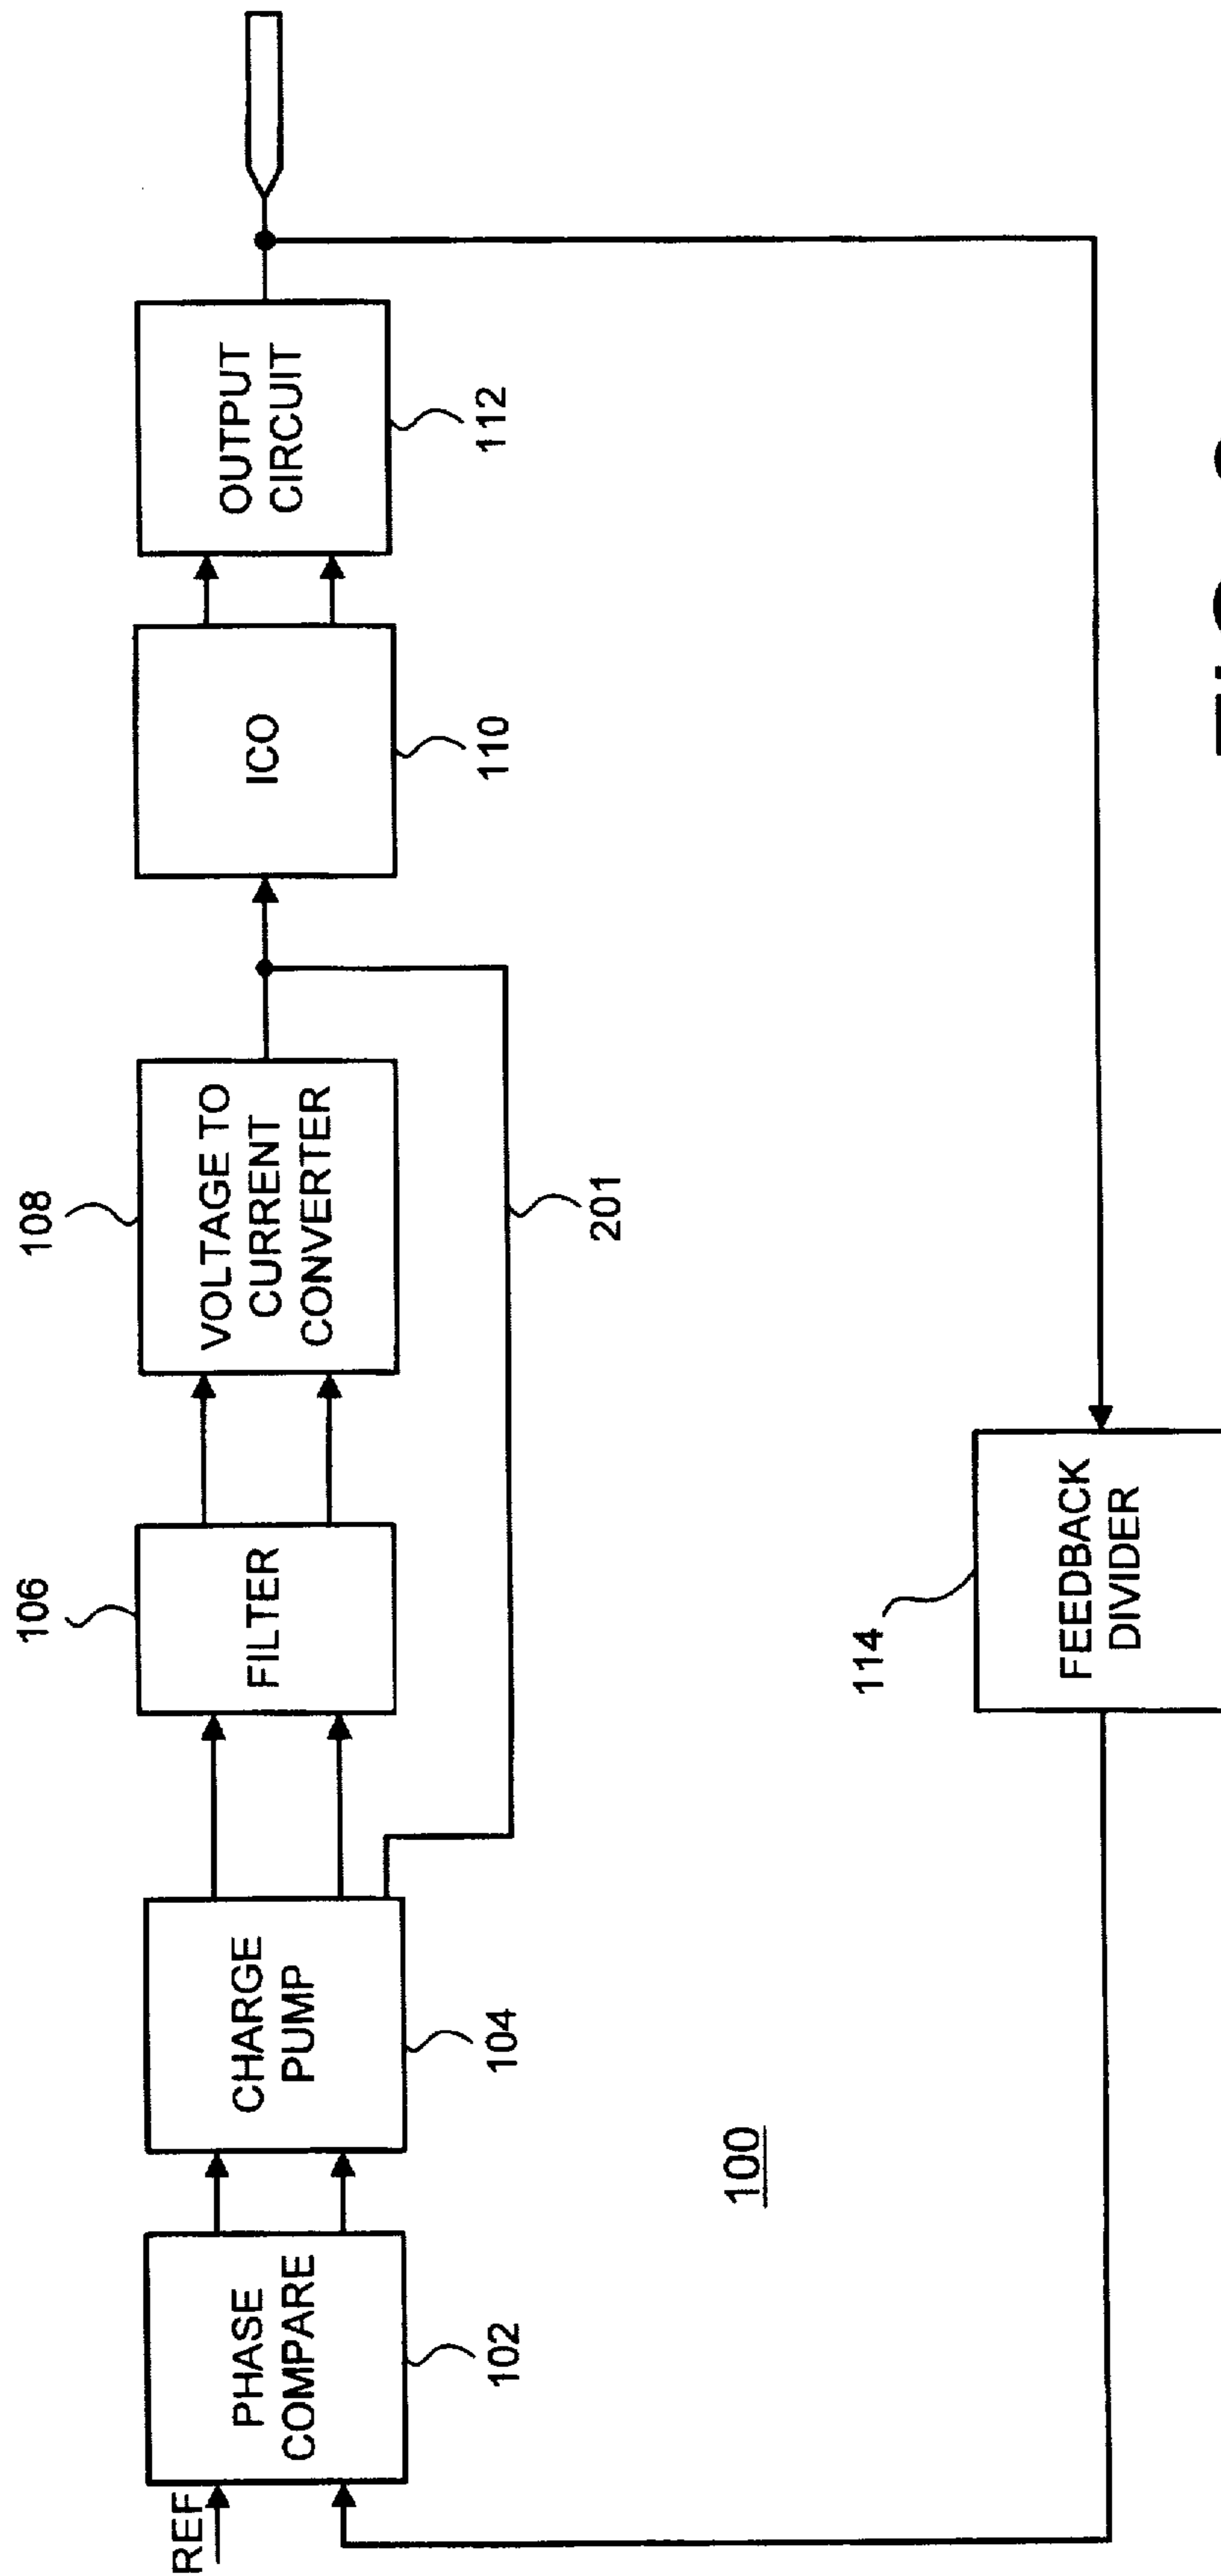 REF
PHASE
COMPARE
102
CHARGE
PUMP
104
FILTER
106
VOLTAGE TO
CURRENT
CONVERTER
108
201
ICO
110
OUTPUT
CIRCUIT
112
100
FEEDBACK
DIVIDER
114